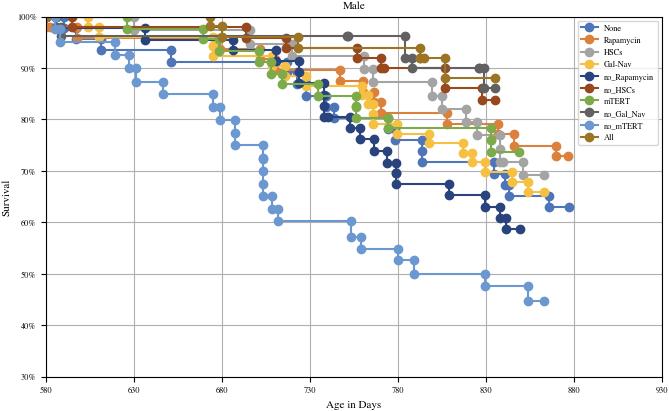 Male
100%
90%
80%
70%
60%
50%
40%
30%
Survival
580
630
680
730
780
830
880
930
Age in Days
None
Rapamycin
HSCs
Gal-Nav
no_Rapamycin
no_HSCs
mTERT
no_Gal_Nav
no_mTERT
All